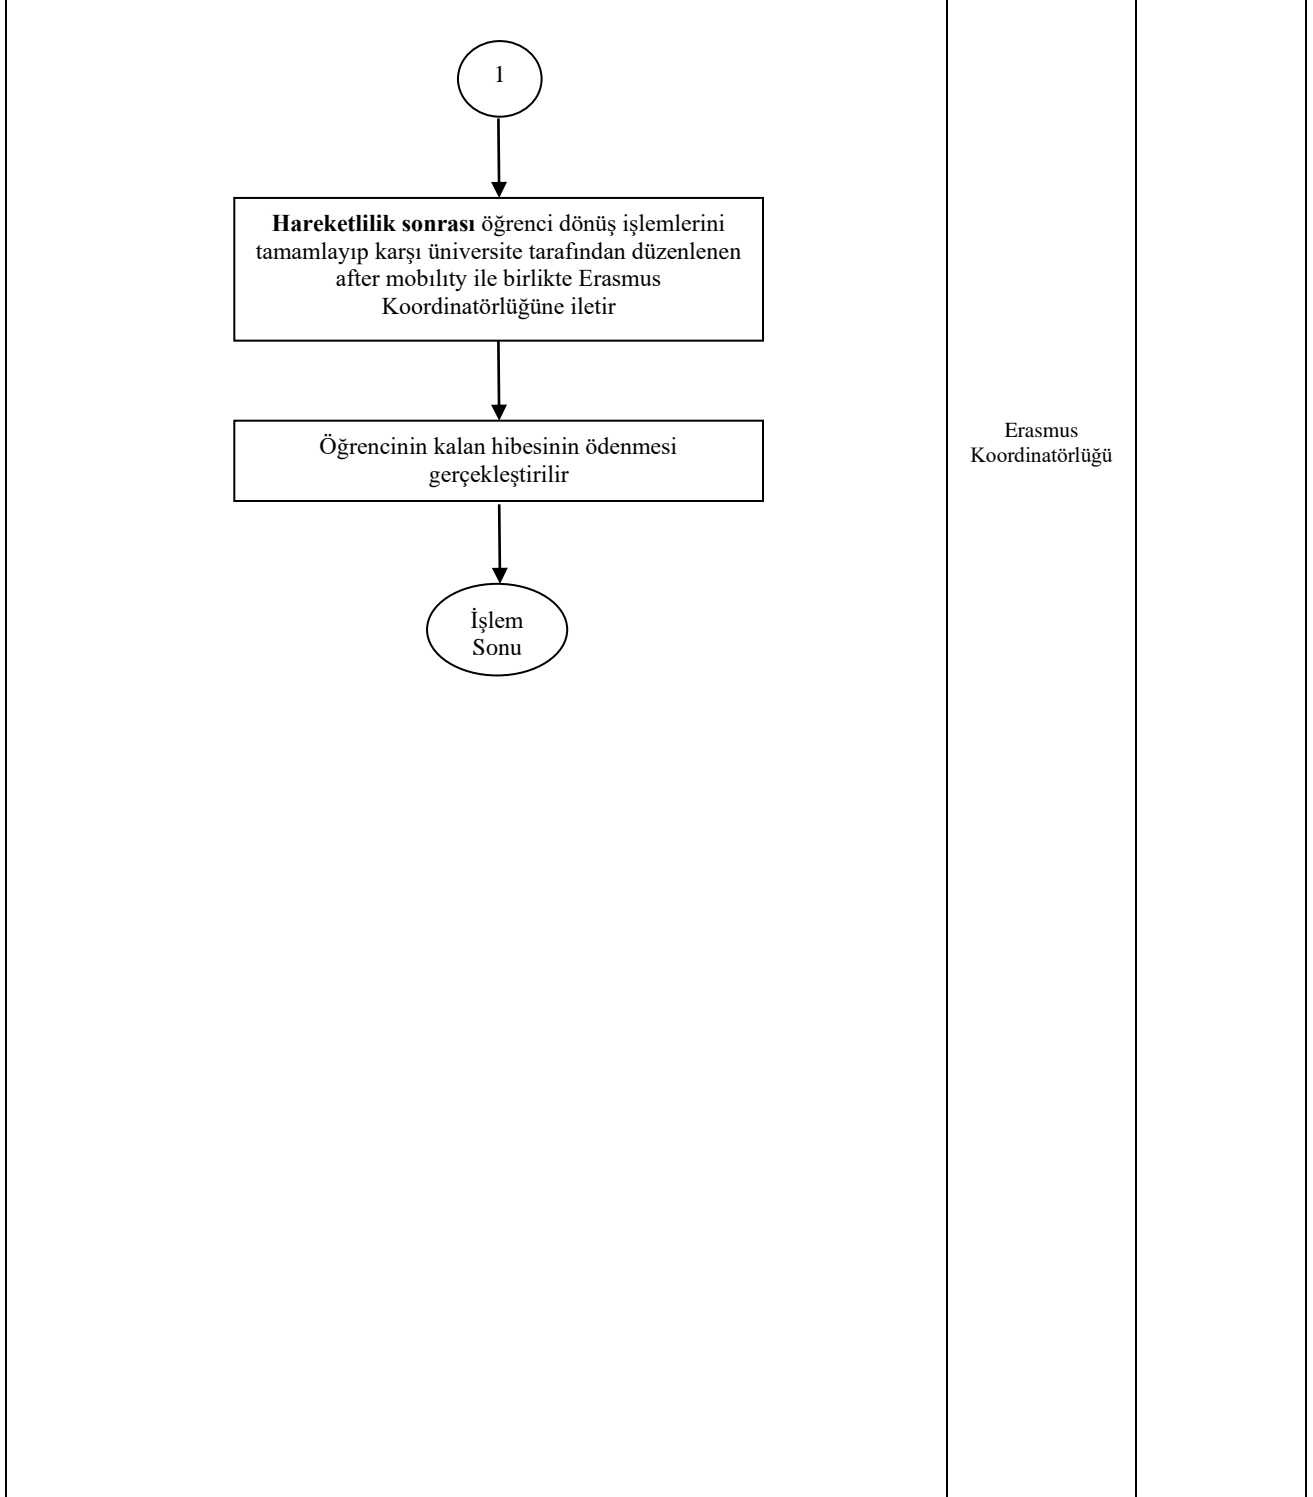 1
Hareketlilik sonrası öğrenci dönüş işlemlerini
tamamlayıp karşı üniversite tarafından düzenlenen
after mobılıty ile birlikte Erasmus
Koordinatörlüğüne iletir
Öğrencinin kalan hibesinin ödenmesi
gerçekleştirilir
İşlem
Sonu
Erasmus
Koordinatörlüğü